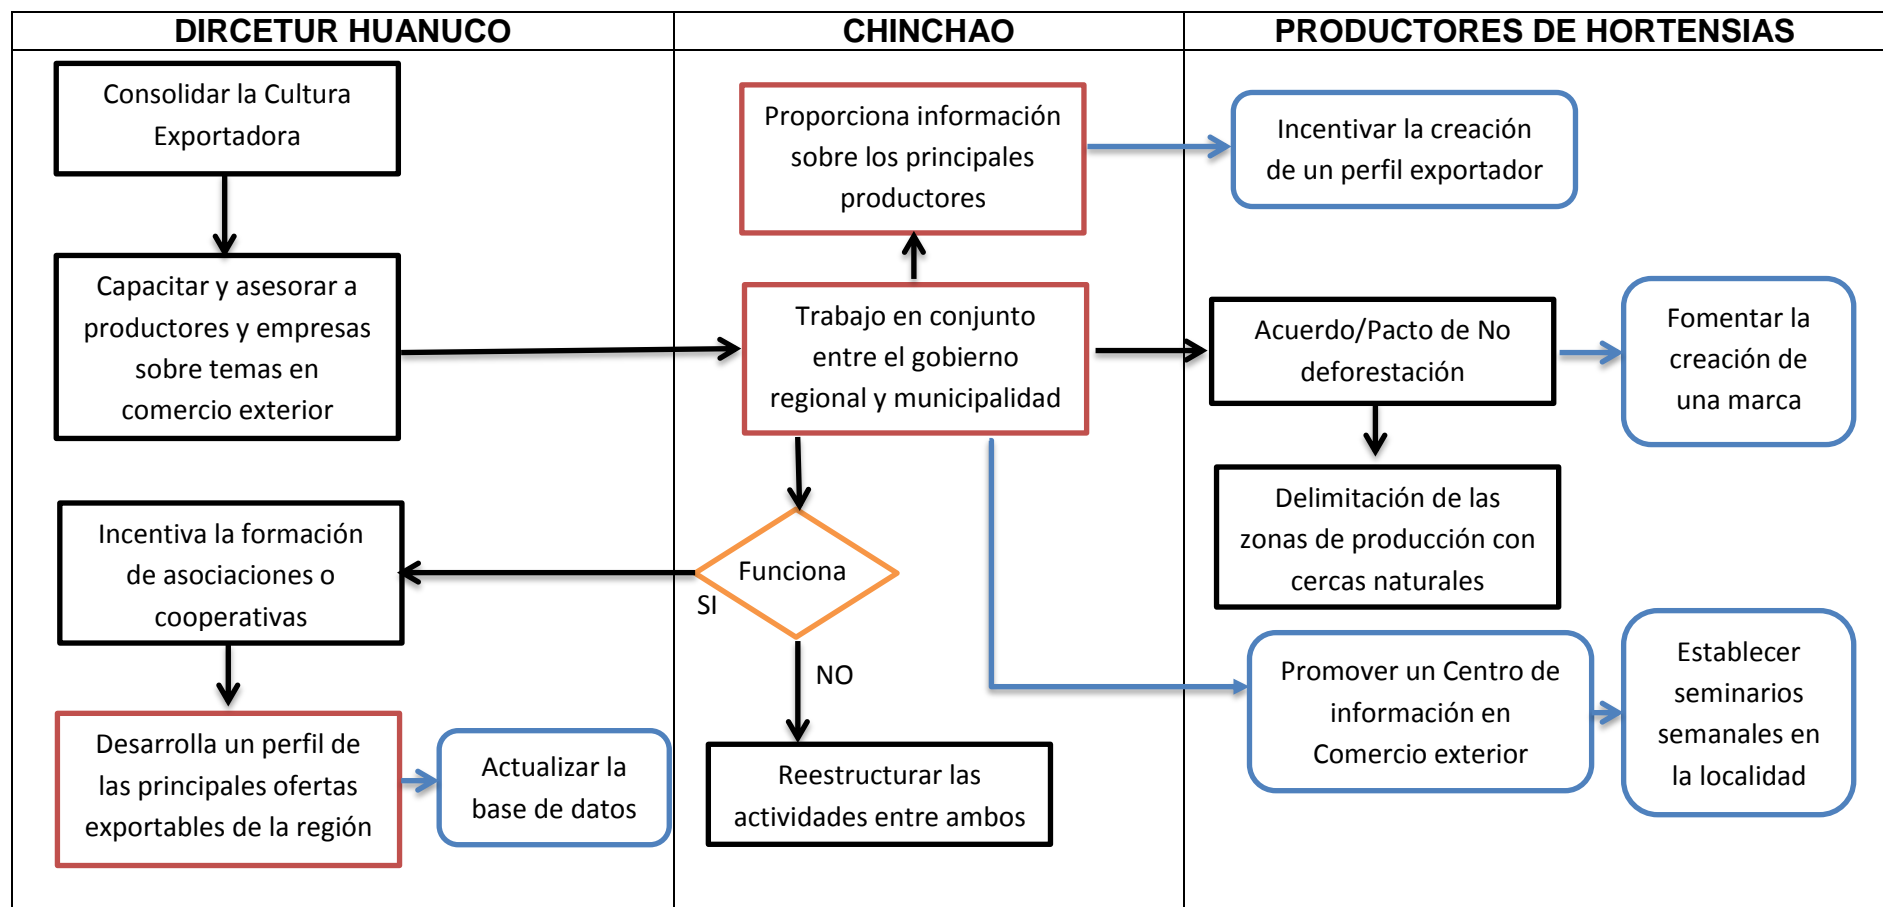 DIRCETUR HUANUCO
CHINCHAO
PRODUCTORES DE HORTENSIAS
Consolidar la Cultura
Exportadora
Capacitar y asesorar a
productores y empresas
sobre temas en
comercio exterior
Incentiva la formación
de asociaciones o
cooperativas
Desarrolla un perfil de
las principales ofertas
exportables de la región
Actualizar la
base de datos
Proporciona información
sobre los principales
productores
Trabajo en conjunto
entre el gobierno
regional y municipalidad
Funciona
SI
NO
Reestructurar las
actividades entre ambos
Incentivar la creación
de un perfil exportador
Acuerdo/Pacto de No
deforestación
Fomentar la
creación de
una marca
Delimitación de las
zonas de producción con
cercas naturales
Promover un Centro de
información en
Comercio exterior
Establecer
seminarios
semanales en
la localidad